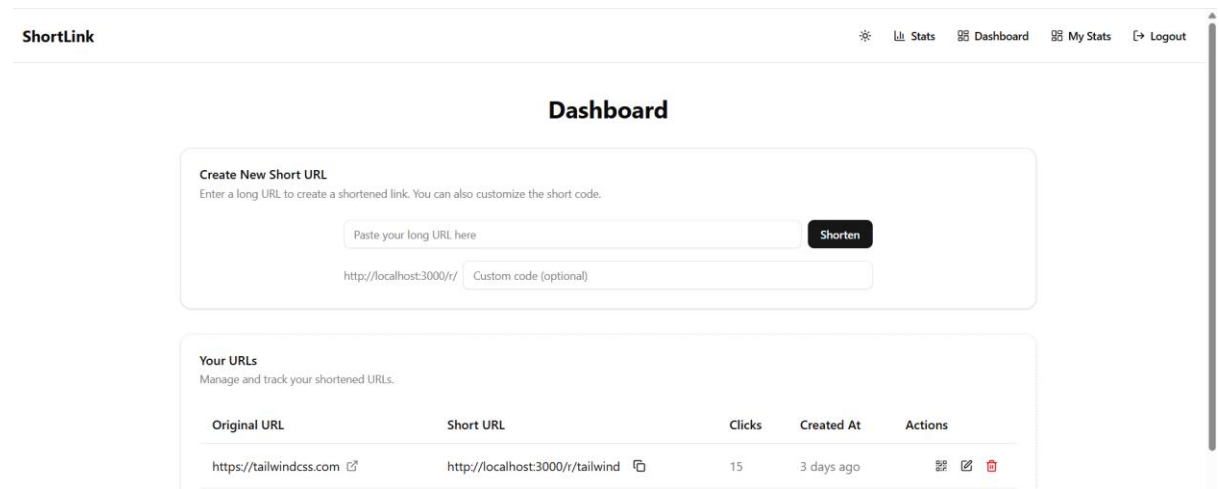 ShortLink
Stats
Dashboard
My Stats
Logout
Dashboard
Create New Short URL
Enter a long URL to create a shortened link. You can also customize the short code.
Paste your long URL here
Shorten
http://localhost:3000/r/
Custom code (optional)
Your URLs
Manage and track your shortened URLs.
Original URL Short URL Clicks Created At Actions
https://tailwindcss.com http://localhost:3000/r/tailwind 15 3 days ago